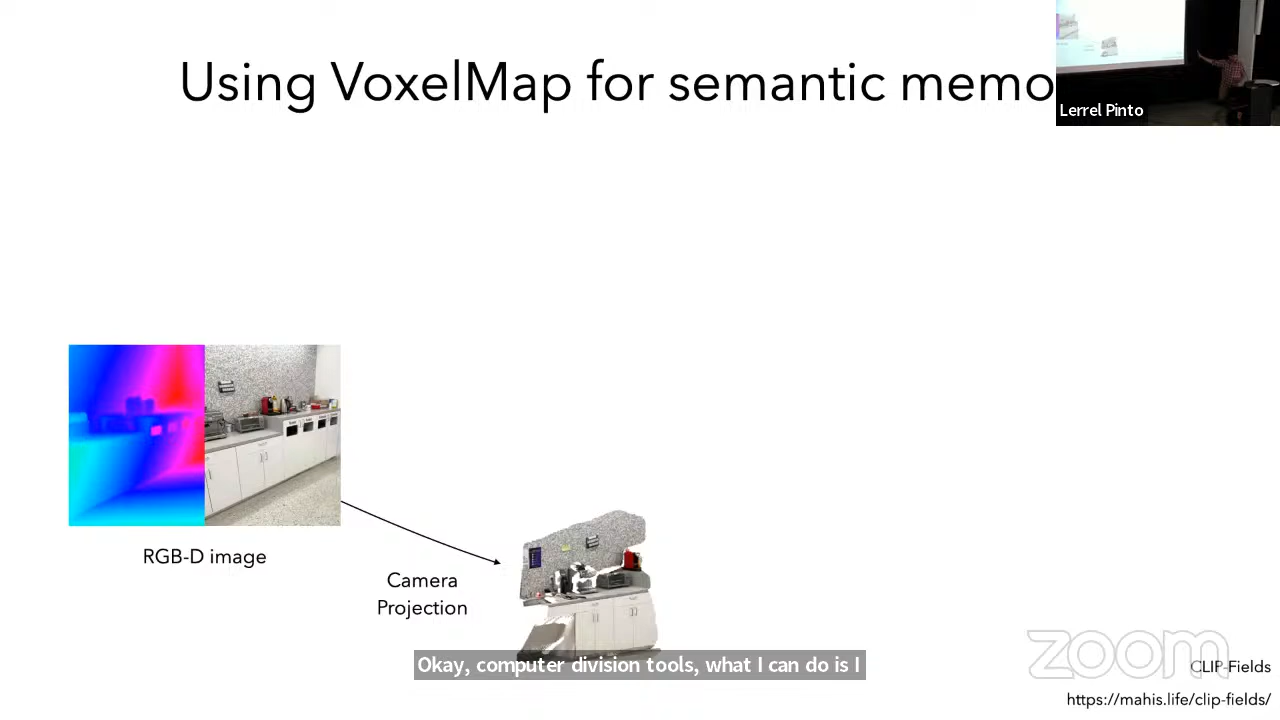 Using VoxelMap for semantic memo
Lerrel Pinto
RGB-D image
Camera
Projection
Okay, computer division tools, what I can do is I
zoom
CLIP-Fields
https://mahis.life/clip-fields/